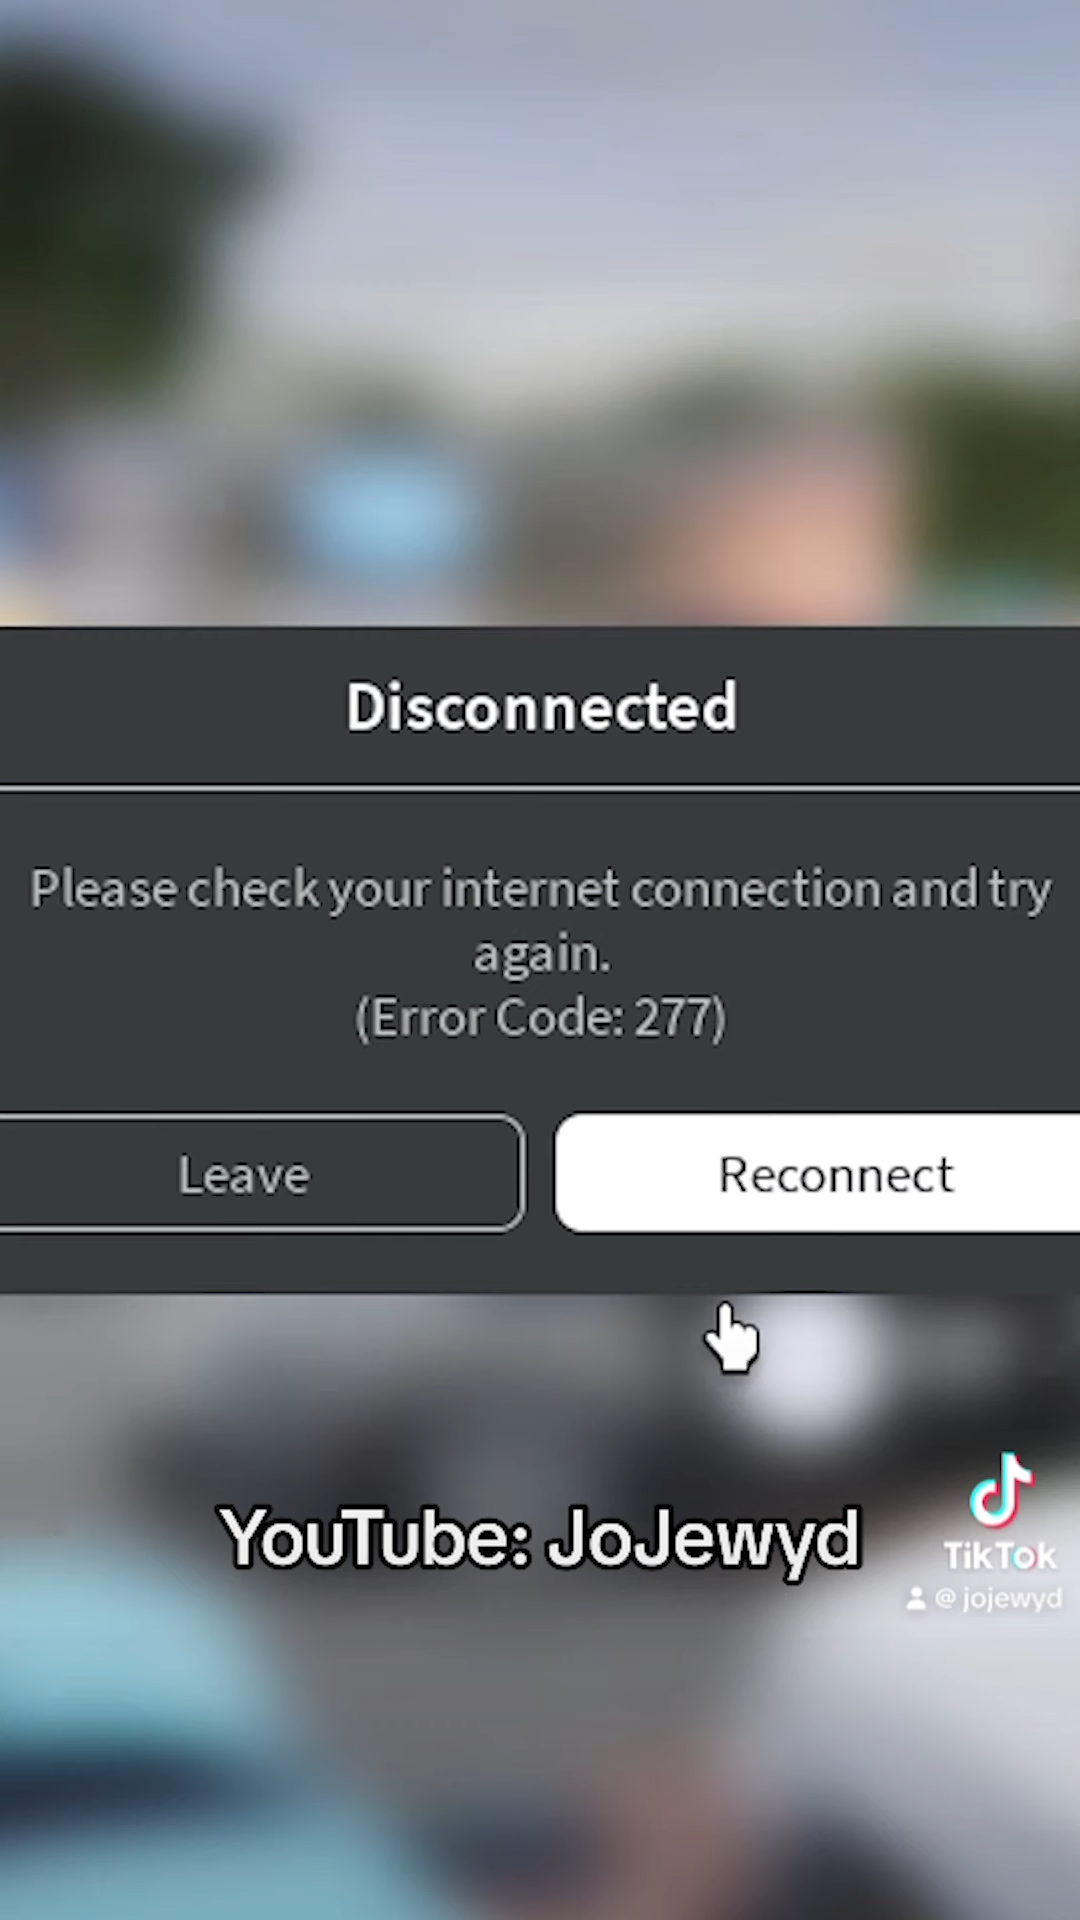 Disconnected
Please check your internet connection and try
again.
(Error Code: 277)
Leave
Reconnect
YouTube: JoJewyd
TikTok
@ jojewyd